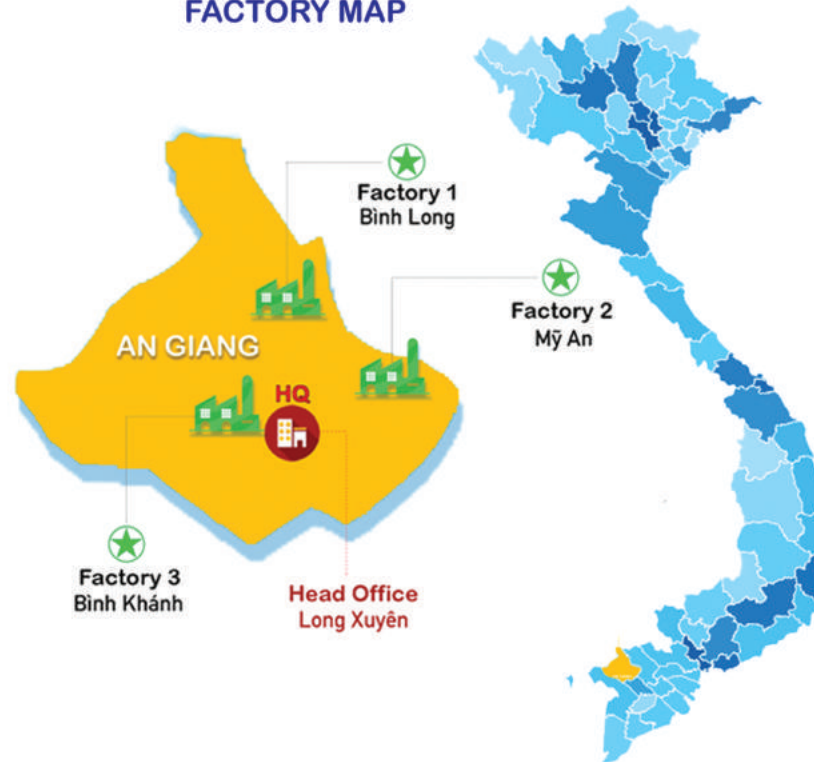 FACTORY MAP
Factory 1
Bình Long
Factory 2
Mỹ An
AN GIANG
HQ
Factory 3
Bình Khánh
Head Office
Long Xuyên